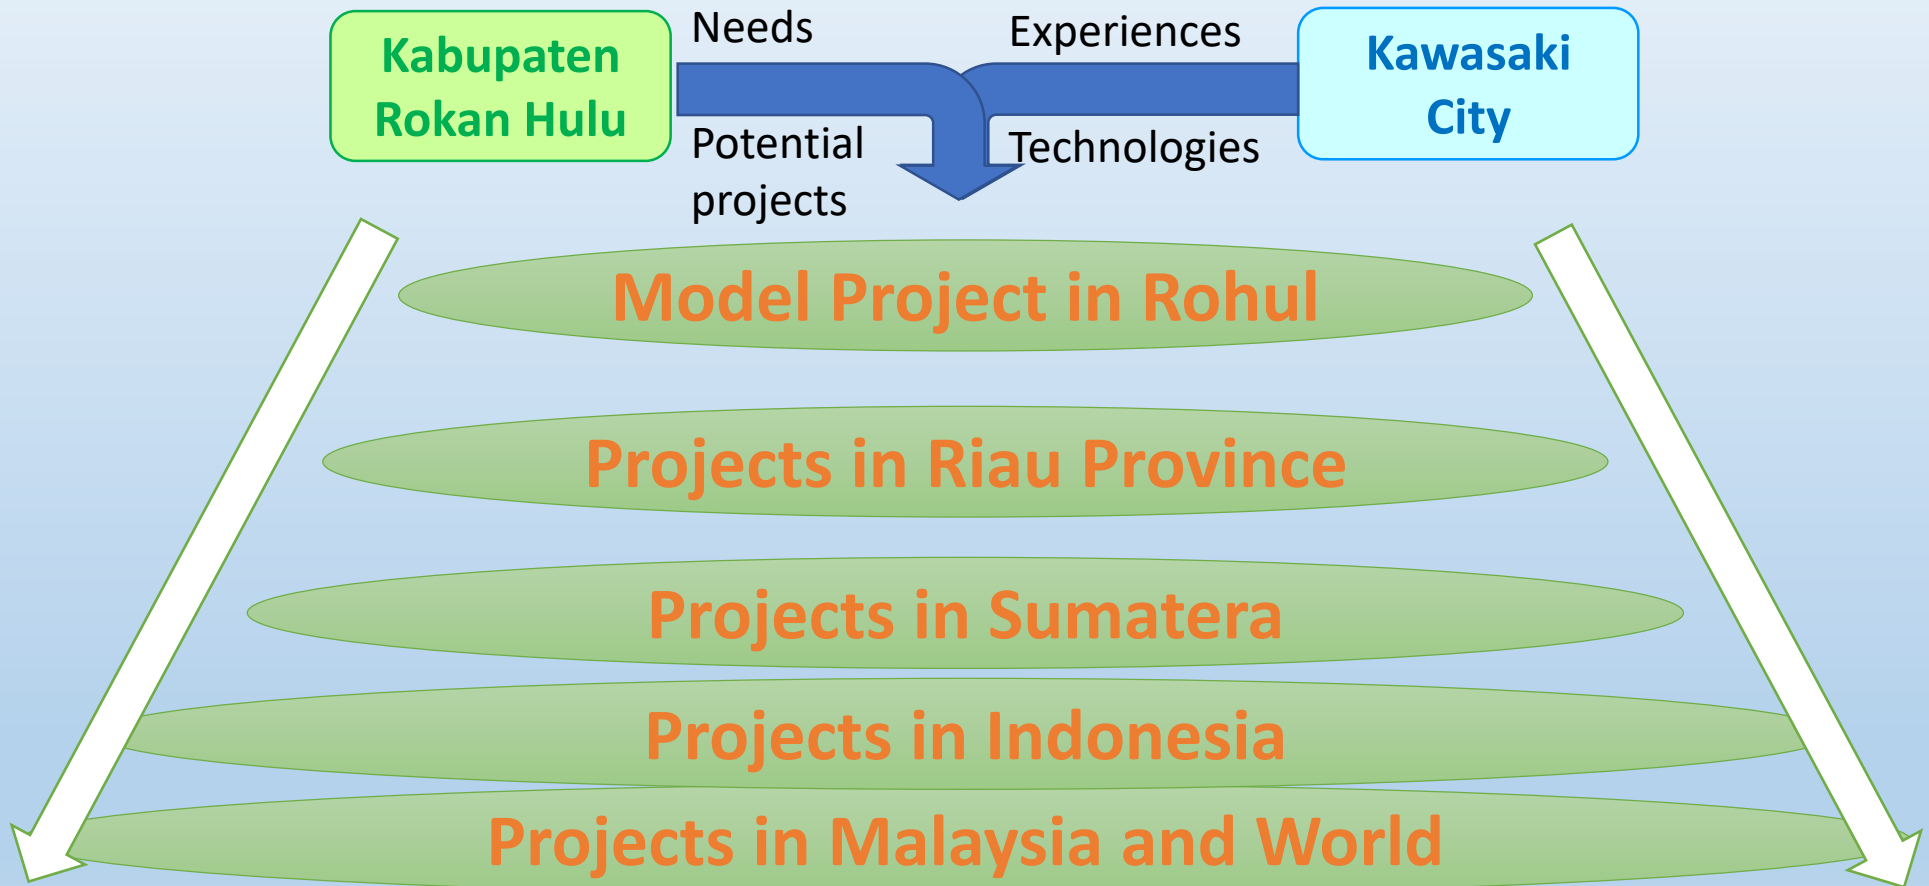 Kabupaten
Rokan Hulu
Needs
Potential
projects
Experiences
Technologies
Kawasaki
City
Model Project in Rohul
Projects in Riau Province
Projects in Sumatera
Projects in Indonesia
Projects in Malaysia and World